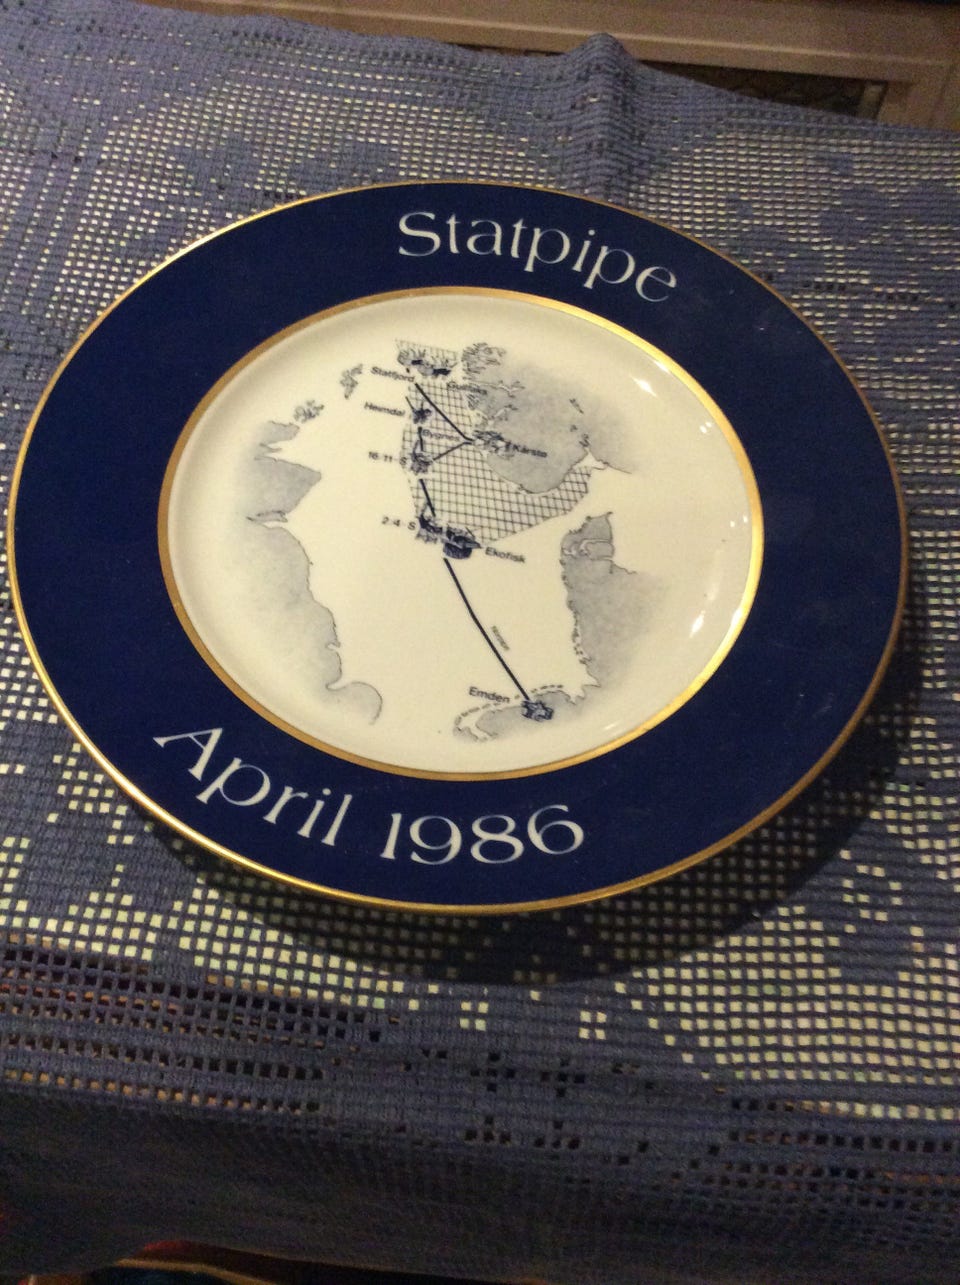 Statpipe
Statfjord
Gullfaks
Heimdal
16/11-S
Kårstø
2/4-S
Ekofisk
Emden
April 1986